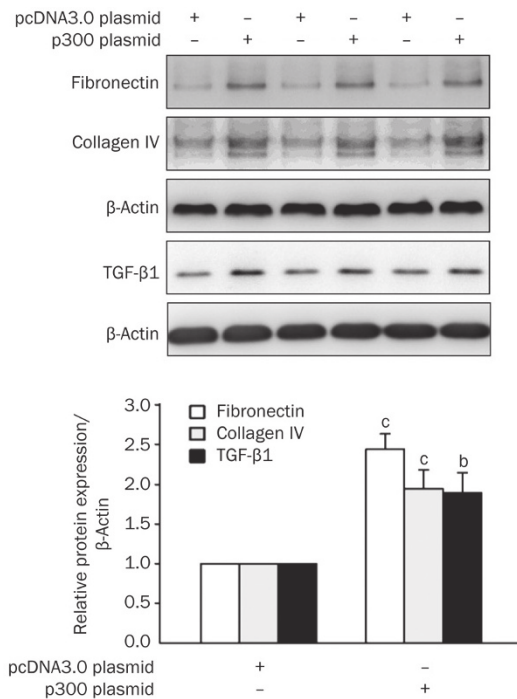 pcDNA3.0 plasmid + – + – + –
p300 plasmid – + – + – +
Fibronectin
Collagen IV
β-Actin
TGF-β1
β-Actin
3.0
2.5
2.0
1.0
0.5
0.0
Relative protein expression/
β-Actin
Fibronectin
Collagen IV
TGF-β1
c
c
b
pcDNA3.0 plasmid + –
p300 plasmid – +